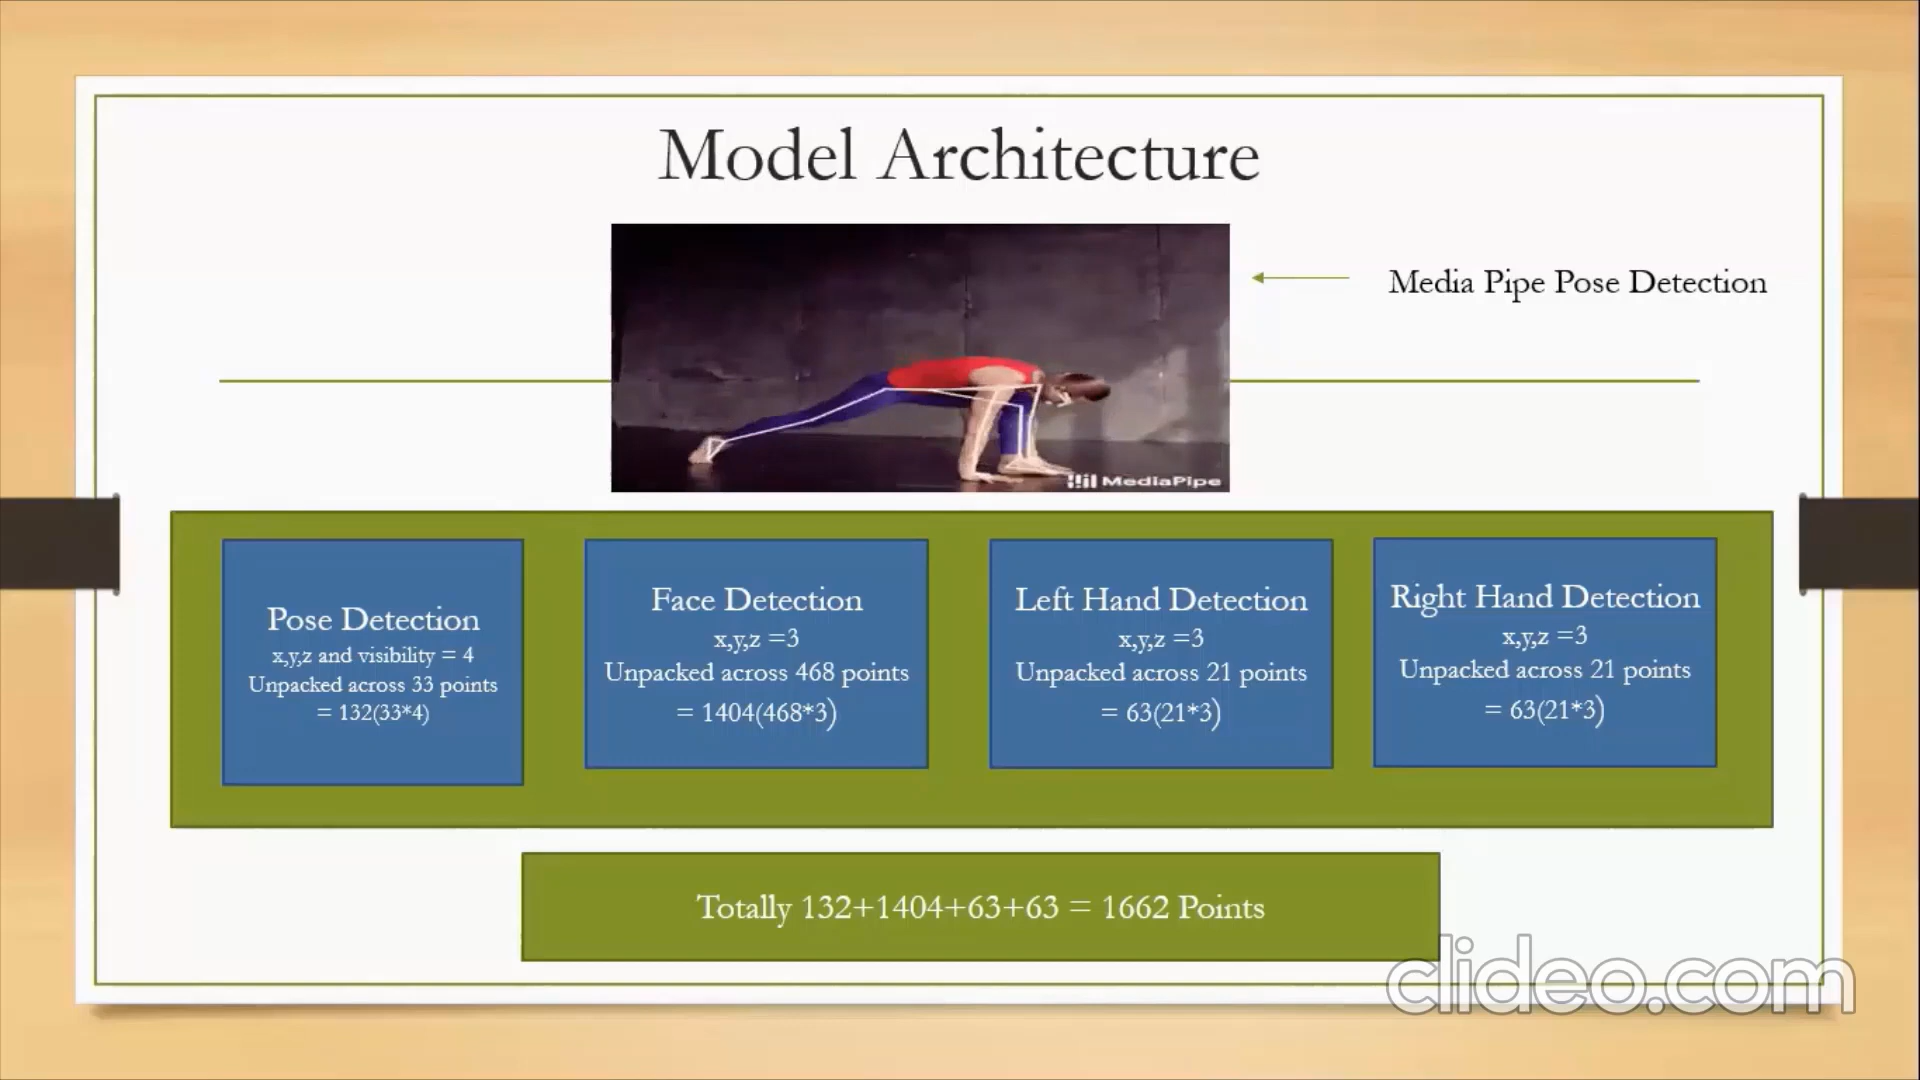 Model Architecture
Media Pipe Pose Detection
MediaPipe
Pose Detection
x,y,z and visibility = 4
Unpacked across 33 points
= 132(33*4)
Face Detection
x,y,z =3
Unpacked across 468 points
= 1404(468*3)
Left Hand Detection
x,y,z =3
Unpacked across 21 points
= 63(21*3)
Right Hand Detection
x,y,z =3
Unpacked across 21 points
= 63(21*3)
Totally 132+1404+63+63 = 1662 Points
clideo.com